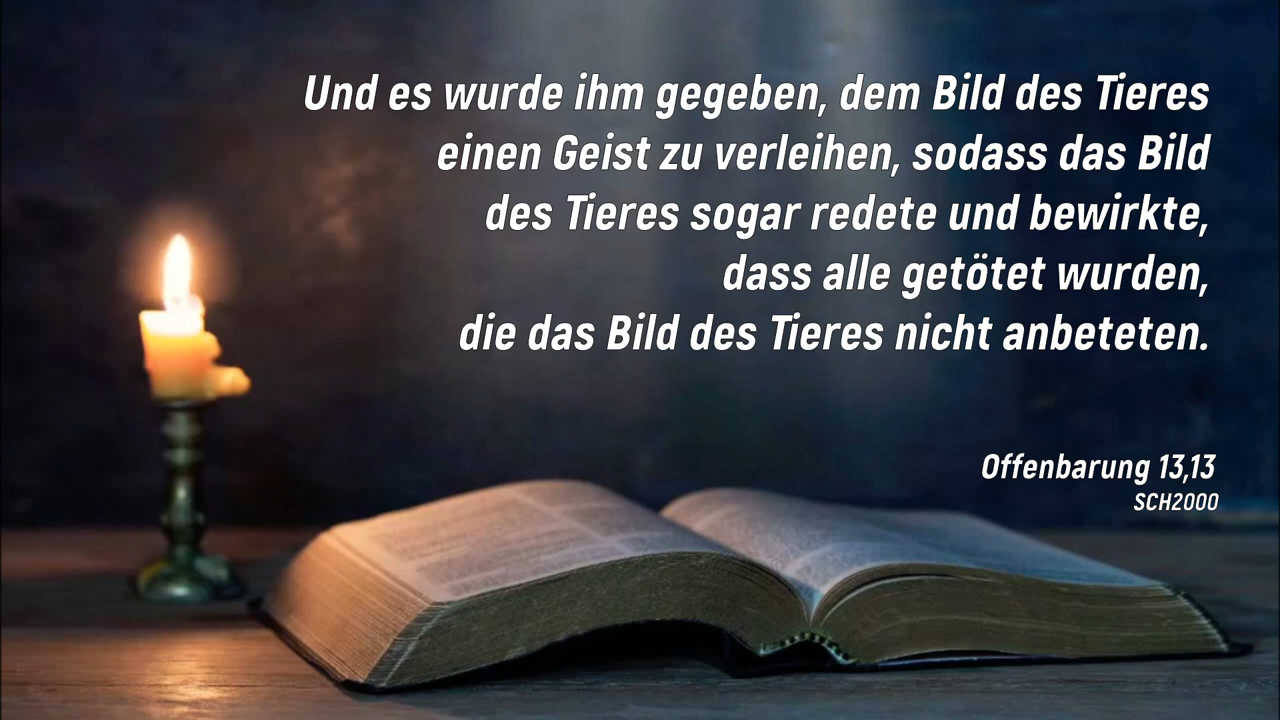 Und es wurde ihm gegeben, dem Bild des Tieres
einen Geist zu verleihen, sodass das Bild
des Tieres sogar redete und bewirkte,
dass alle getötet wurden,
die das Bild des Tieres nicht anbeteten.
Offenbarung 13,13
SCH2000